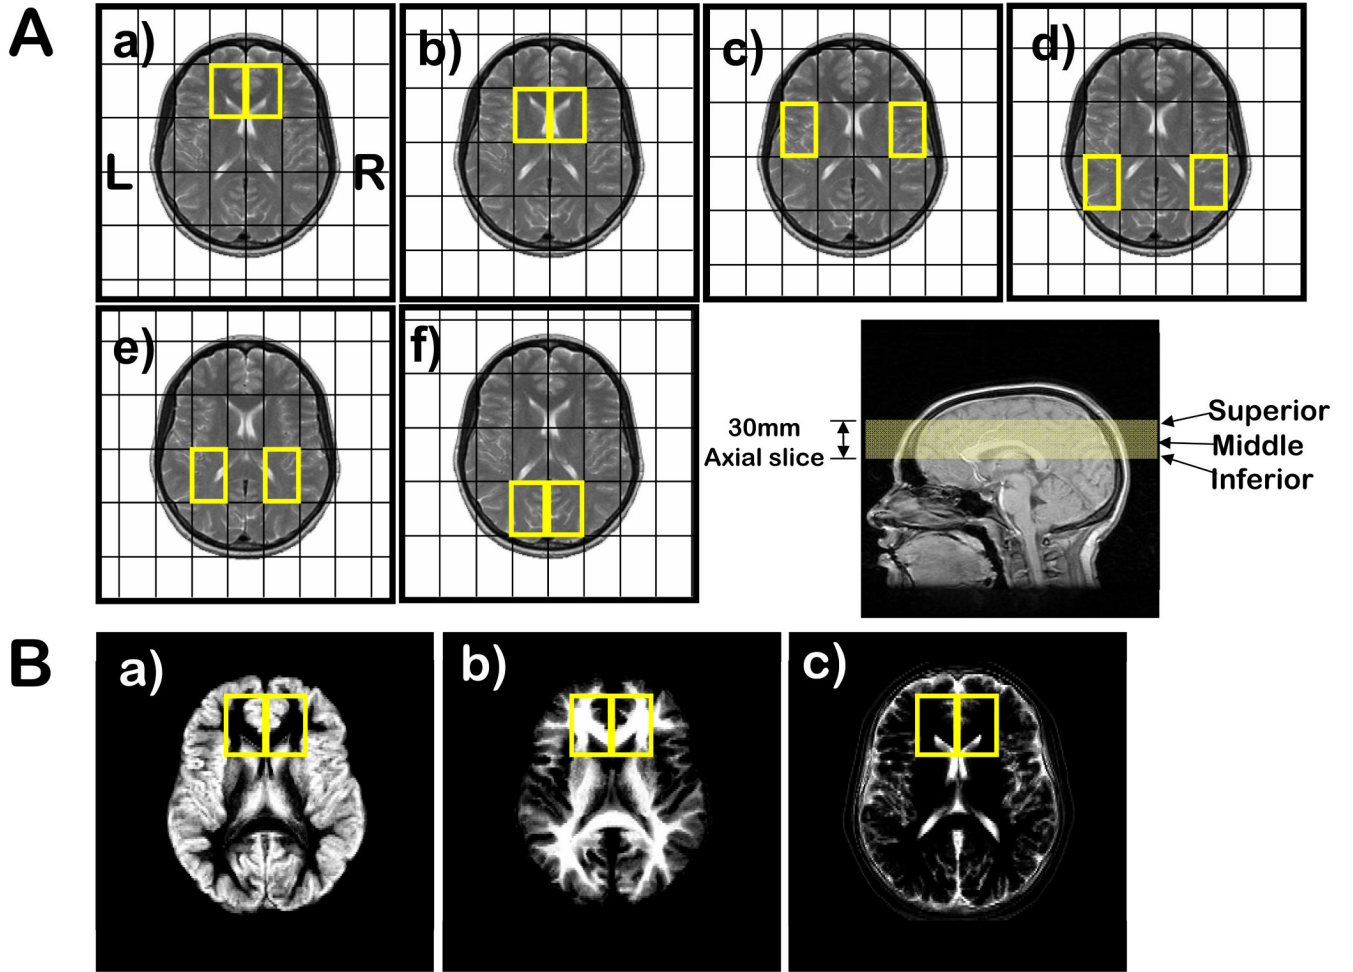 A
a)
b)
c)
d)
L
R
e)
f)
30mm
Axial slice
Superior
Middle
Inferior
B
a)
b)
c)